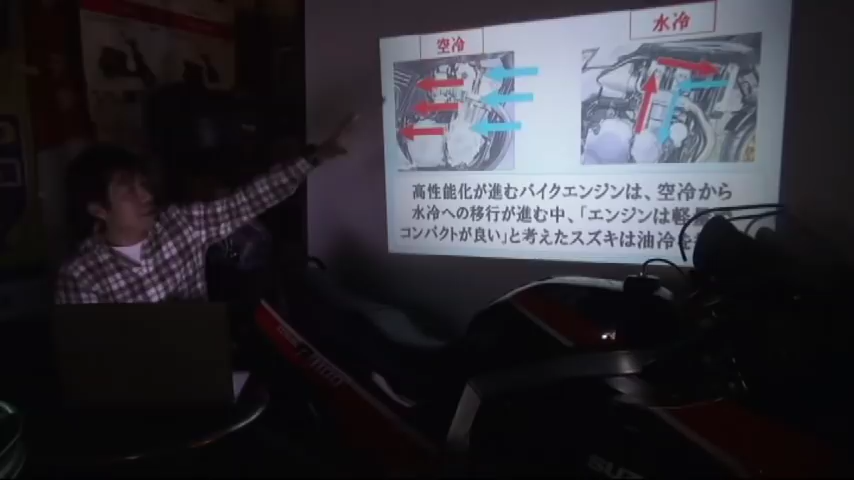 空冷
水冷
高性能化が進むバイクエンジンは、空冷から
水冷への移行が進む中、「エンジンは軽
コンパクトが良い」と考えたスズキは油冷を